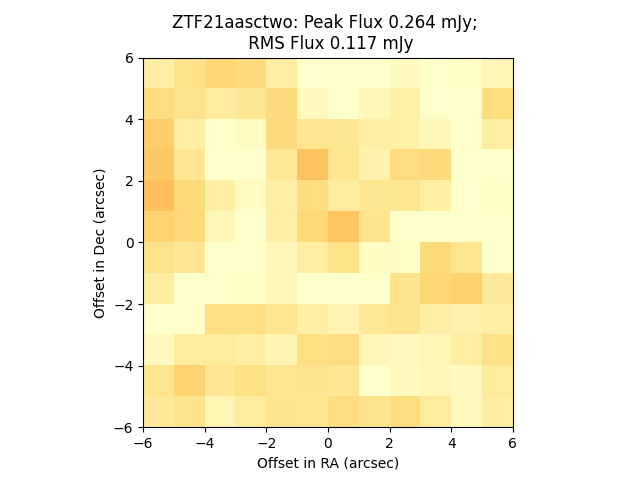 ZTF21aasctwo: Peak Flux 0.264 mJy;
RMS Flux 0.117 mJy
6
4
2
0
−2
−4
−6
Offset in Dec (arcsec)
−6 −4 −2 0 2 4 6
Offset in RA (arcsec)